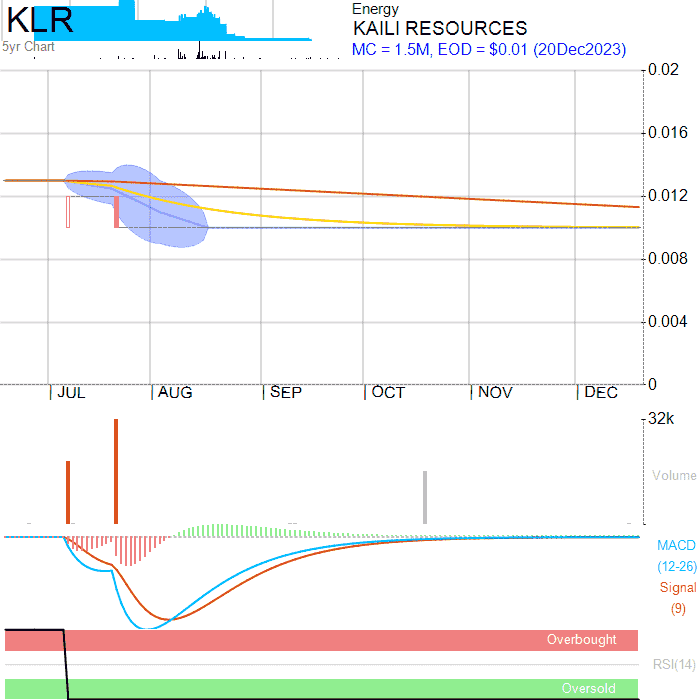 KLR
5yr Chart
Energy
KAILI RESOURCES
MC = 1.5M, EOD = $0.01 (20Dec2023)
0.02
0.016
0.012
0.008
0.004
0
JUL AUG SEP OCT NOV DEC
32k
Volume
MACD
(12-26)
Signal
(9)
Overbought
RSI(14)
Oversold